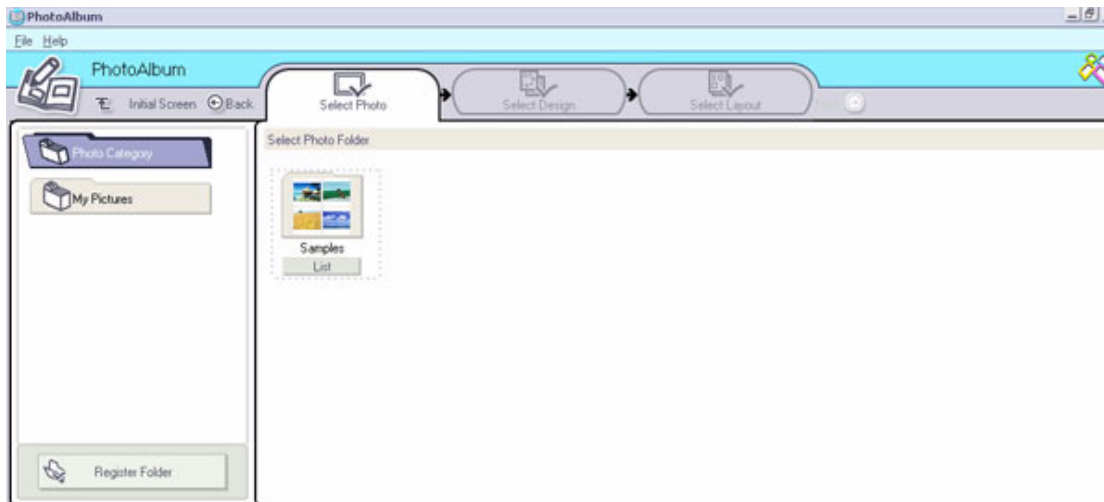 PhotoAlbum
File Help
PhotoAlbum
Initial Screen Back
Select Photo
Select Design
Select Layout
Photo Category
My Pictures
Register Folder
Select Photo Folder
Samples
List